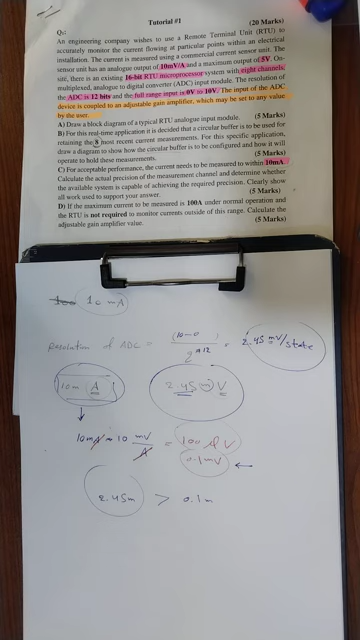 Tutorial #1
Q₁: (20 Marks)
An engineering company wishes to use a Remote Terminal Unit (RTU) to
accurately monitor the current flowing at particular points within an electrical
installation. The current is measured using a commercial current sensor unit. The
sensor unit has an analogue output of 10mV/A and a maximum output of 5V. On-
site, there is an existing 16-bit RTU microprocessor system with eight channels,
multiplexed, analogue to digital converter (ADC) input module. The resolution of
the ADC is 12 bits and the full range input is 0V to 10V. The input of the ADC
device is coupled to an adjustable gain amplifier, which may be set to any value
by the user.
A) Draw a block diagram of a typical RTU analogue input module. (5 Marks)
B) For this real-time application it is decided that a circular buffer is to be used for
retaining the 8 most recent current measurements. For this specific application,
draw a diagram to show how the circular buffer is to be configured and how it will
operate to hold these measurements. (5 Marks)
C) For acceptable performance, the current needs to be measured to within 10mA.
Calculate the actual precision of the measurement channel and determine whether
the available system is capable of achieving the required precision. Clearly show
all work used to support your answer. (5 Marks)
D) If the maximum current to be measured is 100A under normal operation and
the RTU is not required to monitor currents outside of this range. Calculate the
adjustable gain amplifier value. (5 Marks)
10 mA
Resolution of ADC = (10-0) / 2^12 = 2.45 mV/state
10m A 2.45 m V
10mA × 10 mV/A = 100 µV
0.1mV ←
2.45m > 0.1m